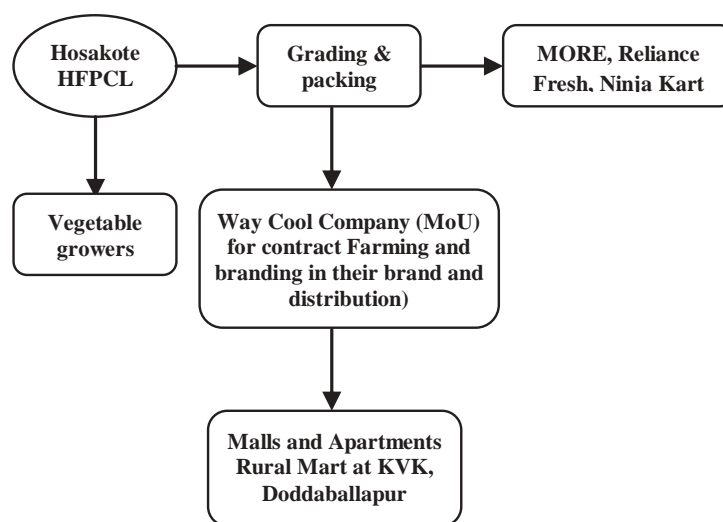 Hosakote
HFPCL
Grading &
packing
MORE, Reliance
Fresh, Ninja Kart
Vegetable
growers
Way Cool Company (MoU)
for contract Farming and
branding in their brand and
distribution)
Malls and Apartments
Rural Mart at KVK,
Doddaballapur